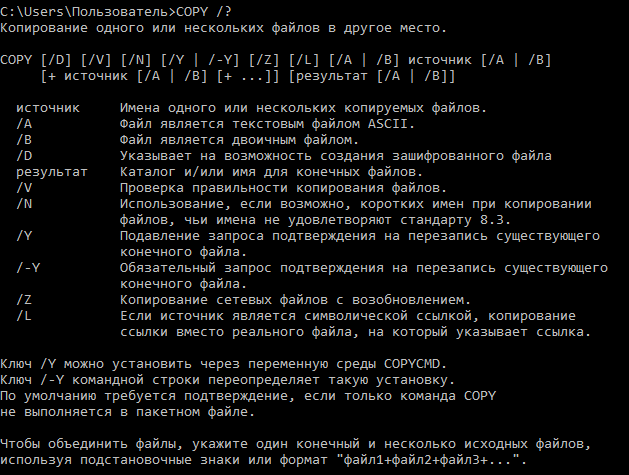 C:\Users\Пользователь>COPY /?
Копирование одного или нескольких файлов в другое место.

COPY [/D] [/V] [/N] [/Y | /-Y] [/Z] [/L] [/A | /B] источник [/A | /B]
     [+ источник [/A | /B] [+ ...]] [результат [/A | /B]]

  источник     Имена одного или нескольких копируемых файлов.
  /A           Файл является текстовым файлом ASCII.
  /B           Файл является двоичным файлом.
  /D           Указывает на возможность создания зашифрованного файла
  результат    Каталог и/или имя для конечных файлов.
  /V           Проверка правильности копирования файлов.
  /N           Использование, если возможно, коротких имен при копировании
               файлов, чьи имена не удовлетворяют стандарту 8.3.
  /Y           Подавление запроса подтверждения на перезапись существующего
               конечного файла.
  /-Y          Обязательный запрос подтверждения на перезапись существующего
               конечного файла.
  /Z           Копирование сетевых файлов с возобновлением.
  /L           Если источник является символической ссылкой, копирование
               ссылки вместо реального файла, на который указывает ссылка.

Ключ /Y можно установить через переменную среды COPYCMD.
Ключ /-Y командной строки переопределяет такую установку.
По умолчанию требуется подтверждение, если только команда COPY
не выполняется в пакетном файле.

Чтобы объединить файлы, укажите один конечный и несколько исходных файлов,
используя подстановочные знаки или формат "файл1+файл2+файл3+...".